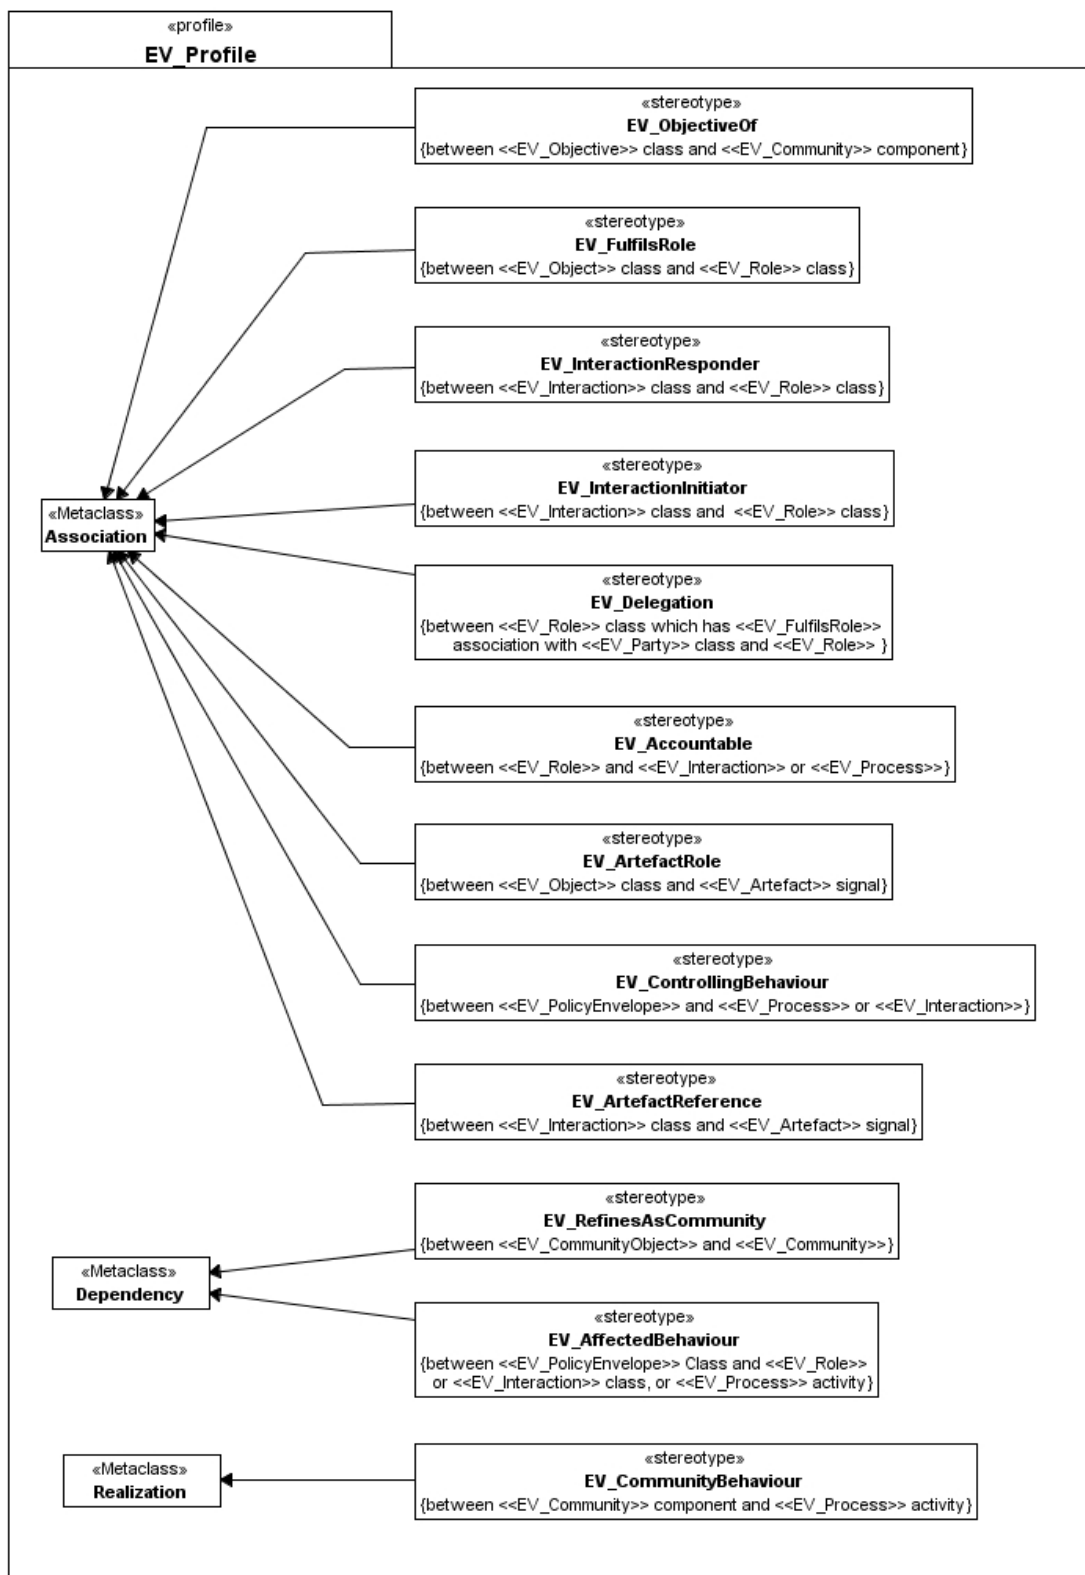 «profile»
EV_Profile
«stereotype»
EV_ObjectiveOf
{between <<EV_Objective>> class and <<EV_Community>> component}
«stereotype»
EV_FulfilsRole
{between <<EV_Object>> class and <<EV_Role>> class}
«stereotype»
EV_InteractionResponder
{between <<EV_Interaction>> class and <<EV_Role>> class}
«stereotype»
EV_InteractionInitiator
{between <<EV_Interaction>> class and <<EV_Role>> class}
«Metaclass»
Association
«stereotype»
EV_Delegation
{between <<EV_Role>> class which has <<EV_FulfilsRole>>
association with <<EV_Party>> class and <<EV_Role>> }
«stereotype»
EV_Accountable
{between <<EV_Role>> and <<EV_Interaction>> or <<EV_Process>>}
«stereotype»
EV_ArtefactRole
{between <<EV_Object>> class and <<EV_Artefact>> signal}
«stereotype»
EV_ControllingBehaviour
{between <<EV_PolicyEnvelope>> and <<EV_Process>> or <<EV_Interaction>>}
«stereotype»
EV_ArtefactReference
{between <<EV_Interaction>> class and <<EV_Artefact>> signal}
«stereotype»
EV_RefinesAsCommunity
{between <<EV_CommunityObject>> and <<EV_Community>>}
«Metaclass»
Dependency
«stereotype»
EV_AffectedBehaviour
{between <<EV_PolicyEnvelope>> Class and <<EV_Role>>
or <<EV_Interaction>> class, or <<EV_Process>> activity}
«Metaclass»
Realization
«stereotype»
EV_CommunityBehaviour
{between <<EV_Community>> component and <<EV_Process>> activity}